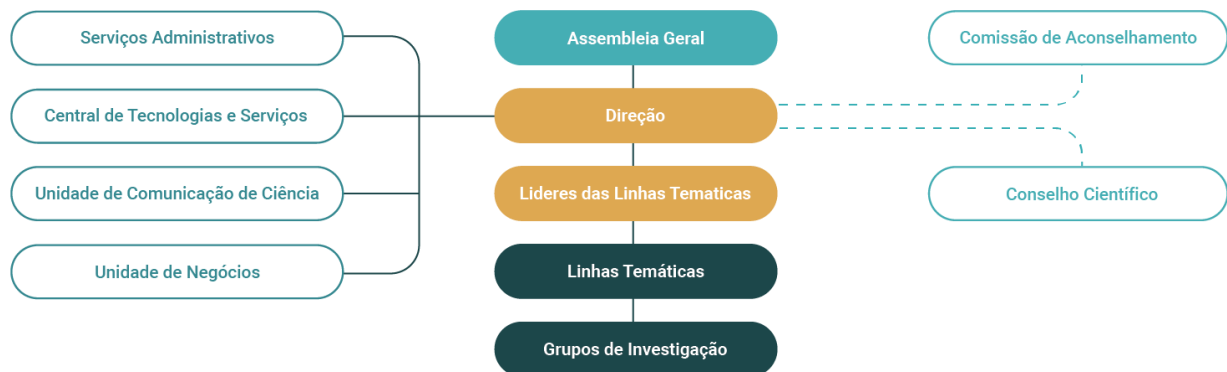 Serviços Administrativos
Assembleia Geral
Comissão de Aconselhamento
Central de Tecnologias e Serviços
Direção
Unidade de Comunicação de Ciência
Lideres das Linhas Tematicas
Conselho Científico
Unidade de Negócios
Linhas Temáticas
Grupos de Investigação